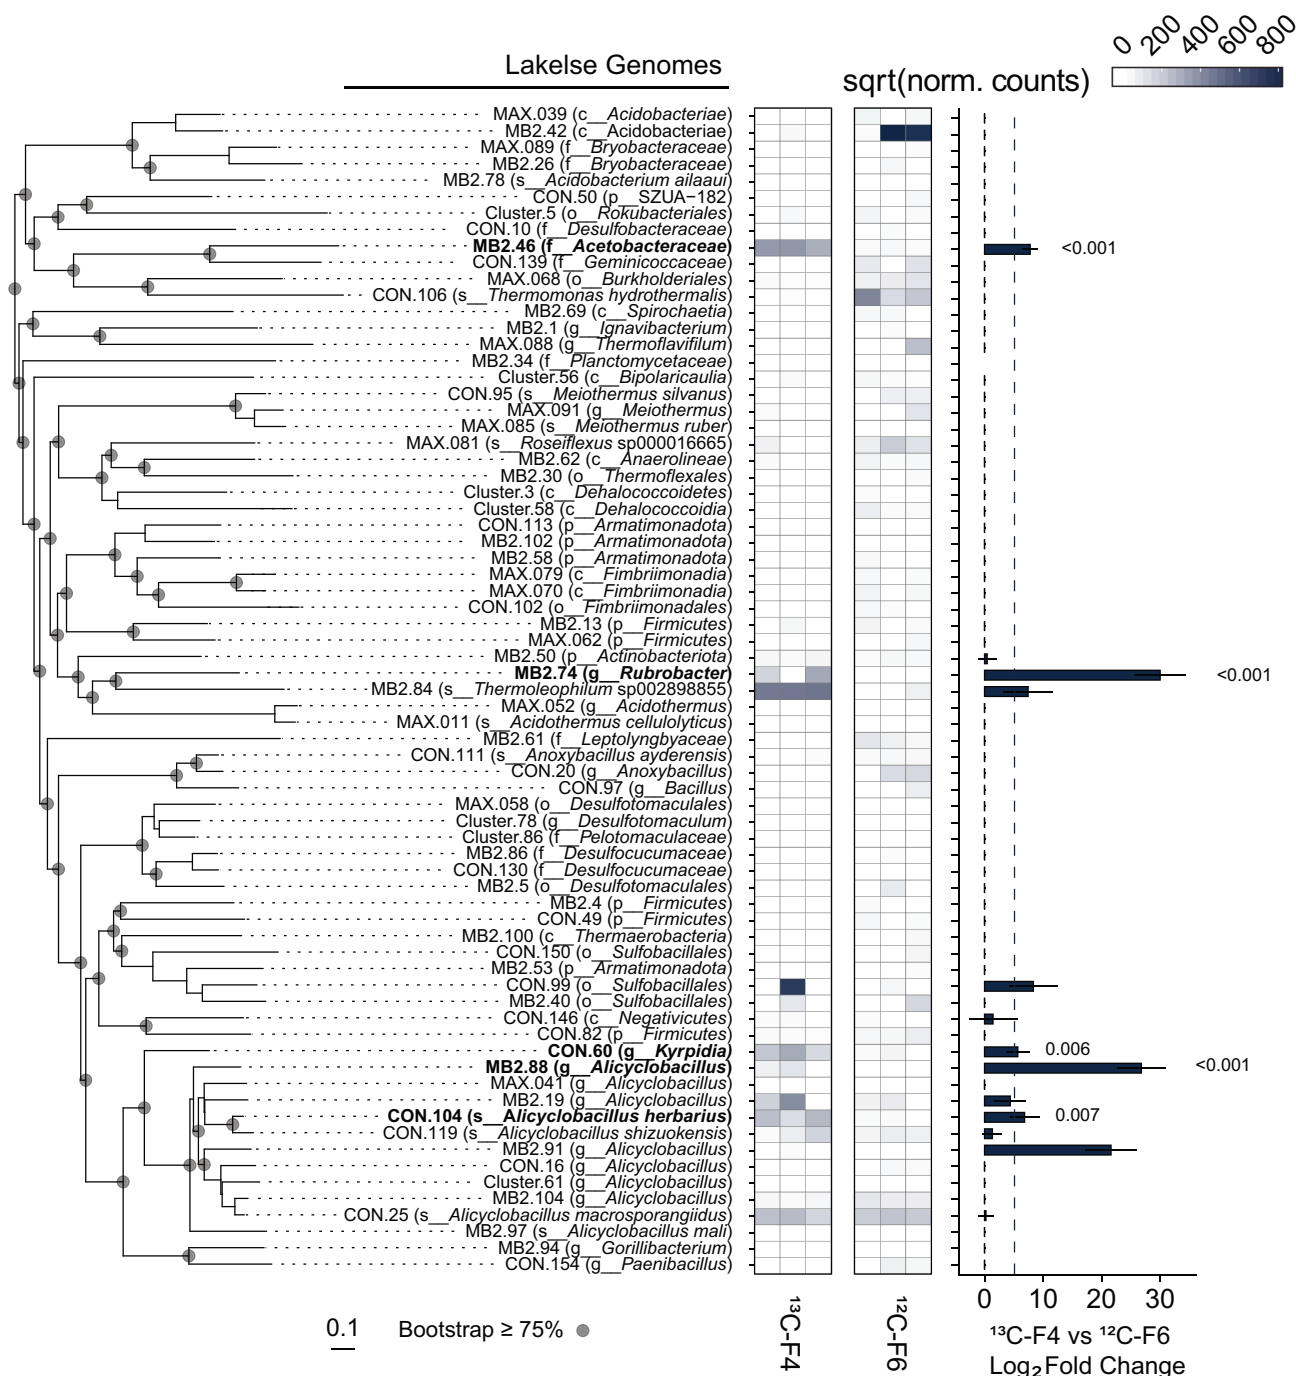 0 200 400 600 800
Lakelse Genomes
sqrt(norm. counts)
MAX.039 (c__Acidobacteriae)
MB2.42 (c__Acidobacteriae)
MAX.089 (f__Bryobacteraceae)
MB2.26 (f__Bryobacteraceae)
MB2.78 (s__Acidobacterium ailaaui)
CON.50 (p__SZUA−182)
Cluster.5 (o__Rokubacteriales)
CON.10 (f__Desulfobacteraceae)
MB2.46 (f__Acetobacteraceae) <0.001
CON.139 (f__Geminicoccaceae)
MAX.068 (o__Burkholderiales)
CON.106 (s__Thermomonas hydrothermalis)
MB2.69 (c__Spirochaetia)
MB2.1 (g__Ignavibacterium)
MAX.088 (g__Thermoflavifilum)
MB2.34 (f__Planctomycetaceae)
Cluster.56 (c__Bipolaricaulia)
CON.95 (s__Meiothermus silvanus)
MAX.091 (g__Meiothermus)
MAX.085 (s__Meiothermus ruber)
MAX.081 (s__Roseiflexus sp000016665)
MB2.62 (c__Anaerolineae)
MB2.30 (o__Thermoflexales)
Cluster.3 (c__Dehalococcoidetes)
Cluster.58 (c__Dehalococcoidia)
CON.113 (p__Armatimonadota)
MB2.102 (p__Armatimonadota)
MB2.58 (p__Armatimonadota)
MAX.079 (c__Fimbriimonadia)
MAX.070 (c__Fimbriimonadia)
CON.102 (o__Fimbriimonadales)
MB2.13 (p__Firmicutes)
MAX.062 (p__Firmicutes)
MB2.50 (p__Actinobacteriota)
MB2.74 (g__Rubrobacter) <0.001
MB2.84 (s__Thermoleophilum sp002898855)
MAX.052 (g__Acidothermus)
MAX.011 (s__Acidothermus cellulolyticus)
MB2.61 (f__Leptolyngbyaceae)
CON.111 (s__Anoxybacillus ayderensis)
CON.20 (g__Anoxybacillus)
CON.97 (g__Bacillus)
MAX.058 (o__Desulfotomaculales)
Cluster.78 (g__Desulfotomaculum)
Cluster.86 (f__Pelotomaculaceae)
MB2.86 (f__Desulfocucumaceae)
CON.130 (f__Desulfocucumaceae)
MB2.5 (o__Desulfotomaculales)
MB2.4 (p__Firmicutes)
CON.49 (p__Firmicutes)
MB2.100 (c__Thermaerobacteria)
CON.150 (o__Sulfobacillales)
MB2.53 (p__Armatimonadota)
CON.99 (o__Sulfobacillales)
MB2.40 (o__Sulfobacillales)
CON.146 (c__Negativicutes)
CON.82 (p__Firmicutes)
CON.60 (g__Kyrpidia) 0.006
MB2.88 (g__Alicyclobacillus) <0.001
MAX.041 (g__Alicyclobacillus)
MB2.19 (g__Alicyclobacillus)
CON.104 (s__Alicyclobacillus herbarius) 0.007
CON.119 (s__Alicyclobacillus shizuokensis)
MB2.91 (g__Alicyclobacillus)
CON.16 (g__Alicyclobacillus)
Cluster.61 (g__Alicyclobacillus)
MB2.104 (g__Alicyclobacillus)
CON.25 (s__Alicyclobacillus macrosporangiidus)
MB2.97 (s__Alicyclobacillus mali)
MB2.94 (g__Gorillibacterium)
CON.154 (g__Paenibacillus)
0 10 20 30
0.1 Bootstrap ≥ 75%
¹³C-F4
¹²C-F6
¹³C-F4 vs ¹²C-F6
Log₂Fold Change